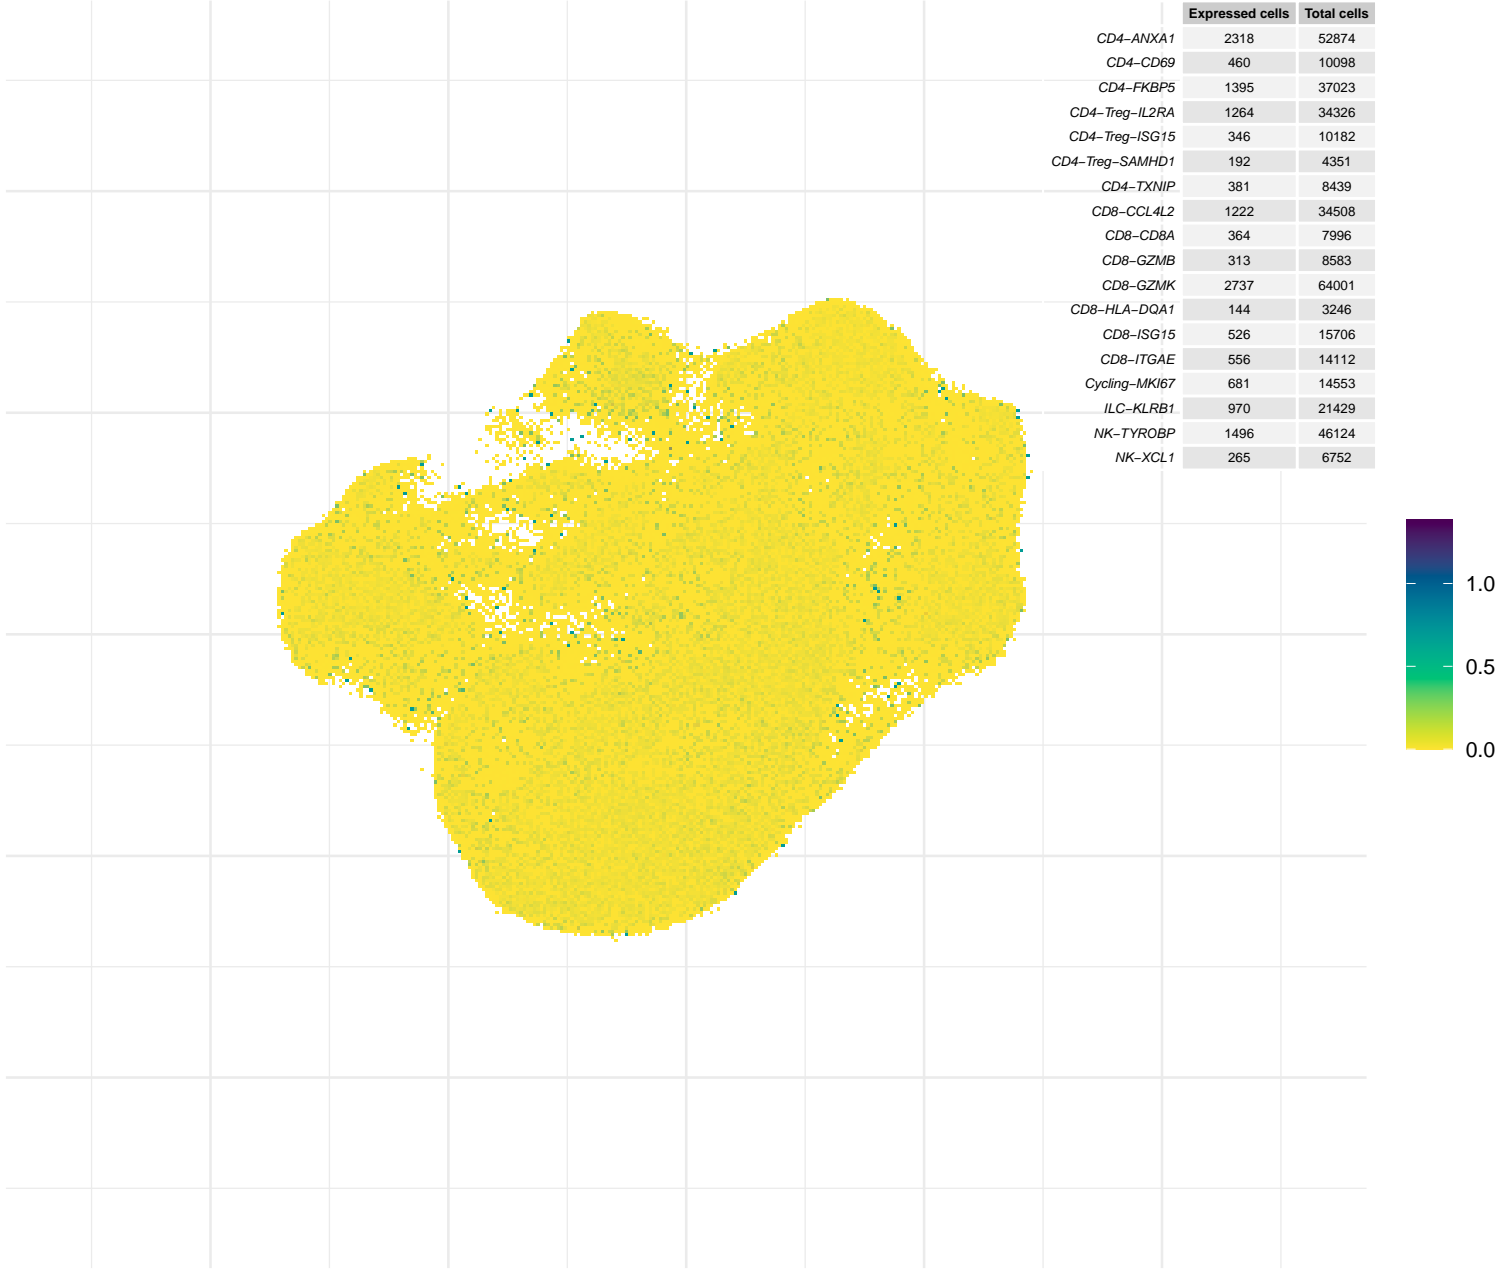 Expressed cells Total cells
CD4−ANXA1 2318 52874
CD4−CD69 460 10098
CD4−FKBP5 1395 37023
CD4−Treg−IL2RA 1264 34326
CD4−Treg−ISG15 346 10182
CD4−Treg−SAMHD1 192 4351
CD4−TXNIP 381 8439
CD8−CCL4L2 1222 34508
CD8−CD8A 364 7996
CD8−GZMB 313 8583
CD8−GZMK 2737 64001
CD8−HLA−DQA1 144 3246
CD8−ISG15 526 15706
CD8−ITGAE 556 14112
Cycling−MKI67 681 14553
ILC−KLRB1 970 21429
NK−TYROBP 1496 46124
NK−XCL1 265 6752
1.0
0.5
0.0